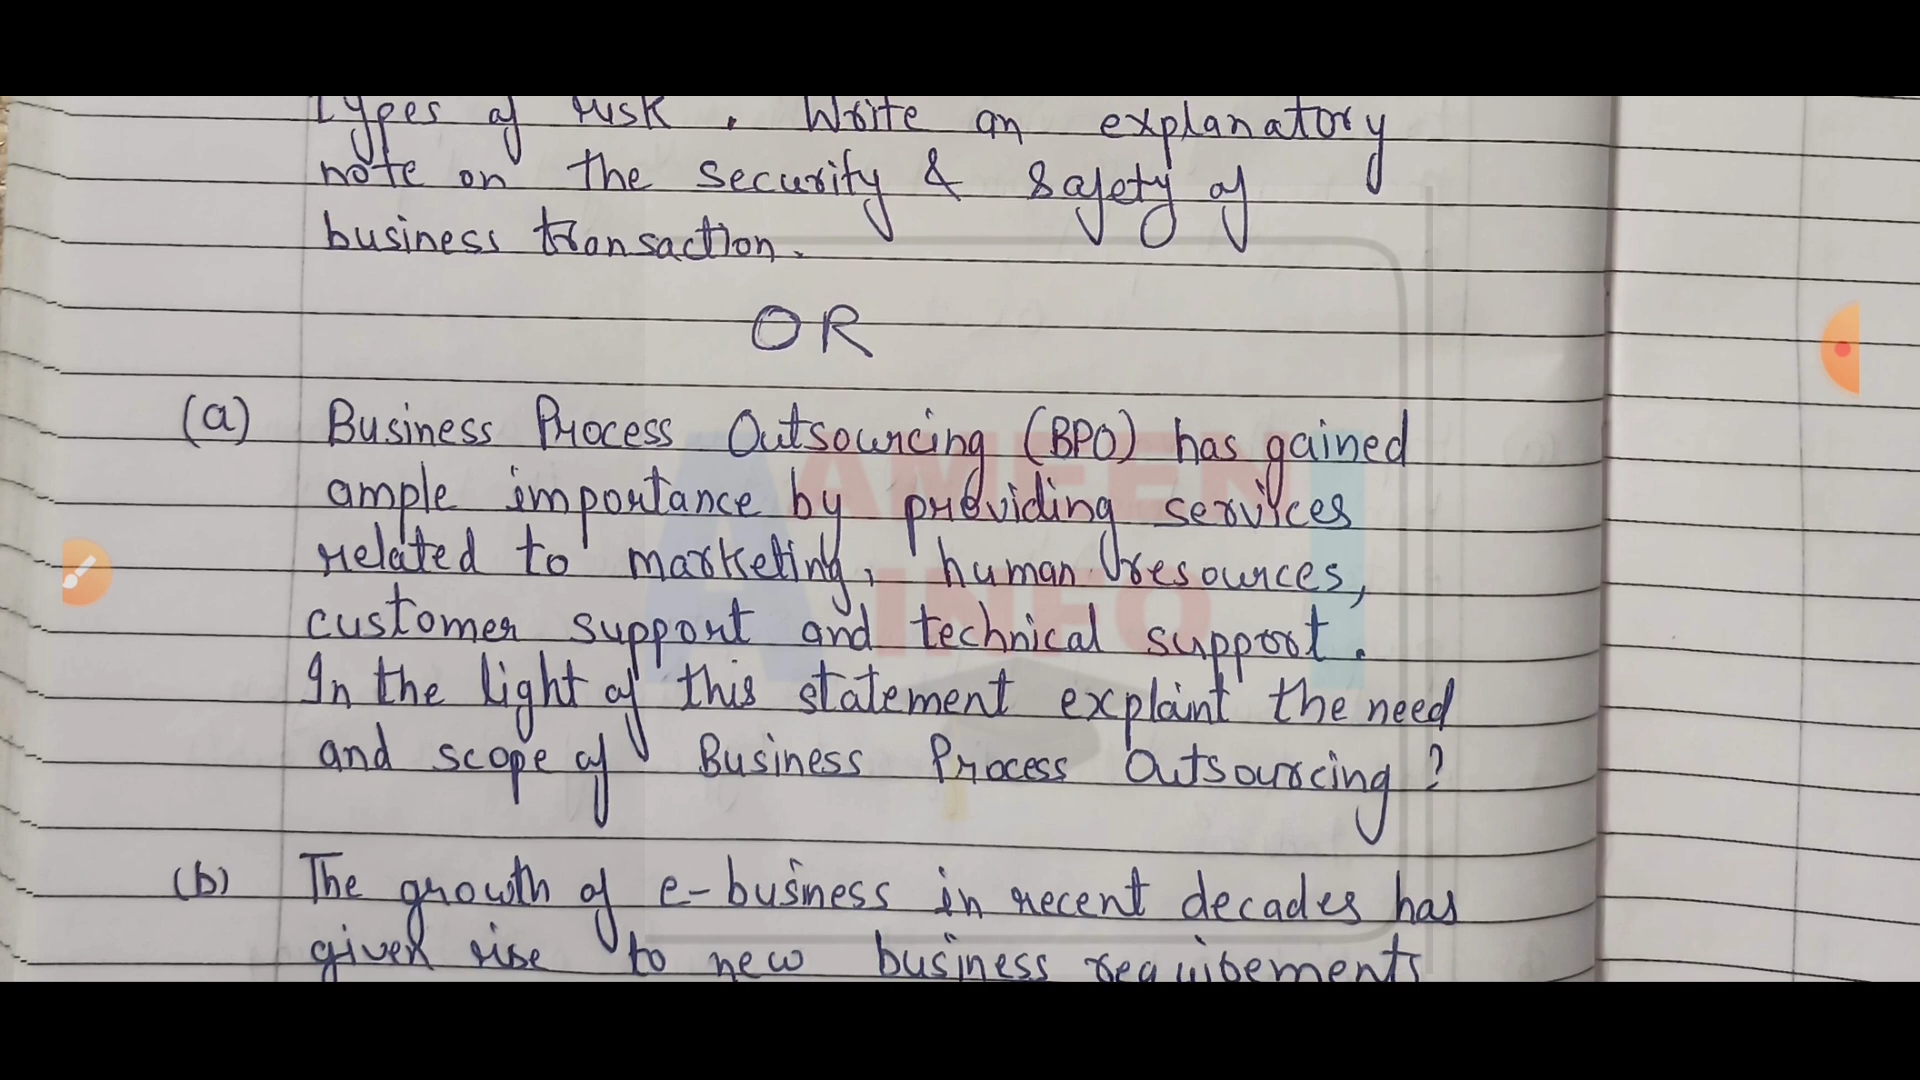 Types of risk. Write an explanatory
note on the security & safety of
business transaction.
OR
(a) Business Process Outsourcing (BPO) has gained
ample importance by providing services
related to marketing, human resources,
customer support and technical support.
In the light of this statement explaint the need
and scope of Business Process Outsourcing?
(b) The growth of e-business in recent decades has
given rise to new business requirements
AMEEN
INFO